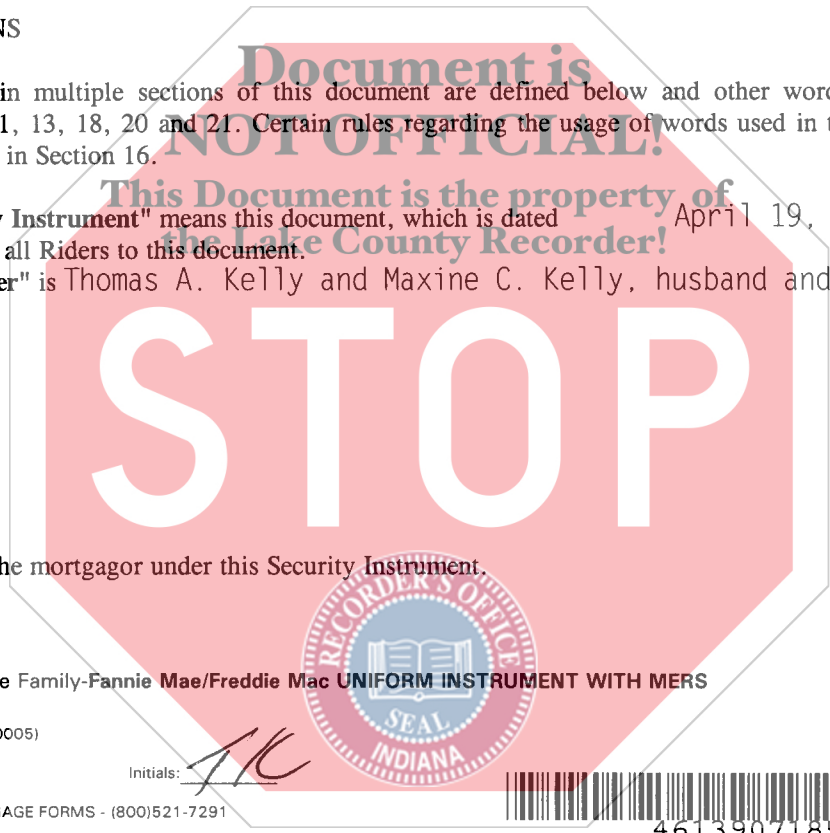 NS
Document is
in multiple sections of this document are defined below and other word
1, 13, 18, 20 and 21. Certain rules regarding the usage of words used in t
NOT OFFICIAL!
in Section 16.
This Document is the property of
y Instrument" means this document, which is dated April 19,
all Riders to this document.
the Lake County Recorder!
er" is Thomas A. Kelly and Maxine C. Kelly, husband and
STOP
he mortgagor under this Security Instrument.
RECORDER'S OFFICE
SEAL
INDIANA
e Family-Fannie Mae/Freddie Mac UNIFORM INSTRUMENT WITH MERS
0005)
Initials: TK
AGE FORMS - (800)521-7291